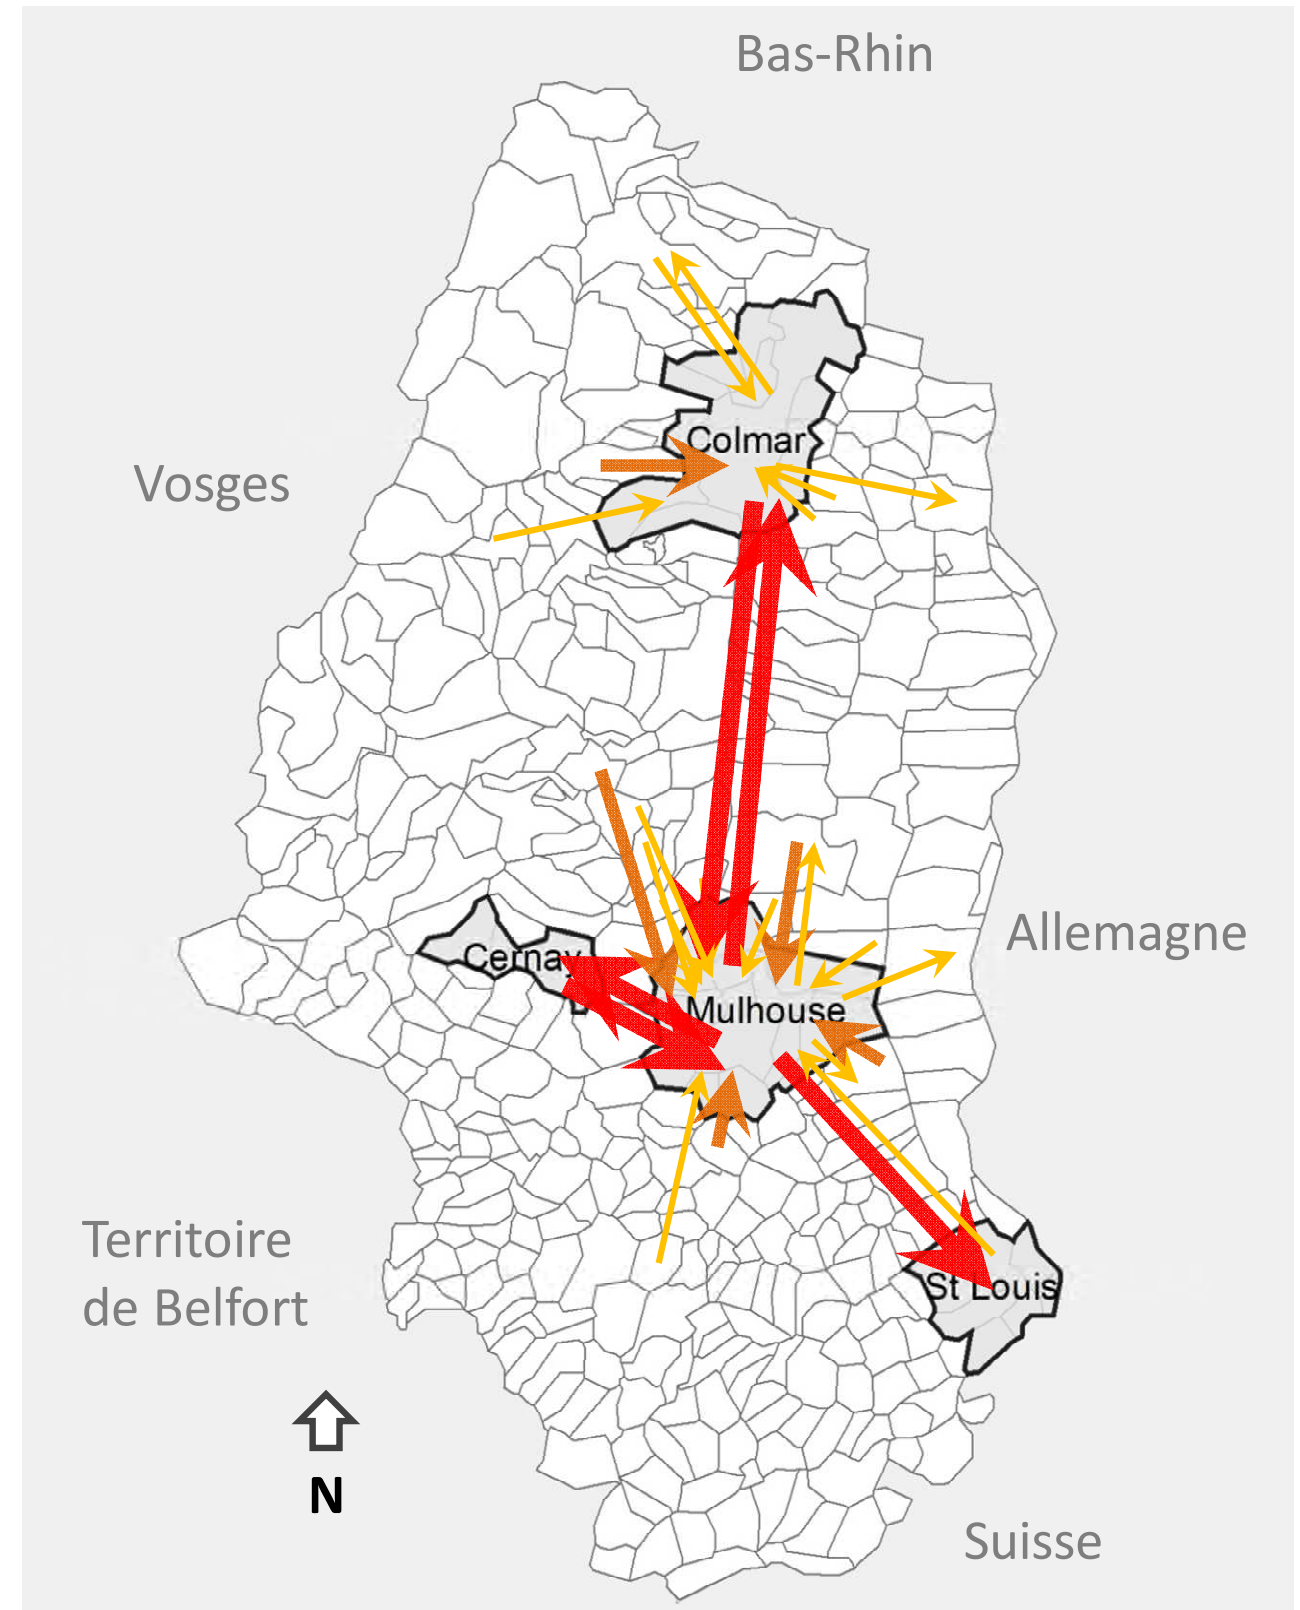 Bas-Rhin
Colmar
Vosges
Allemagne
Cernay
Mulhouse
Territoire
de Belfort
St Louis
N
Suisse